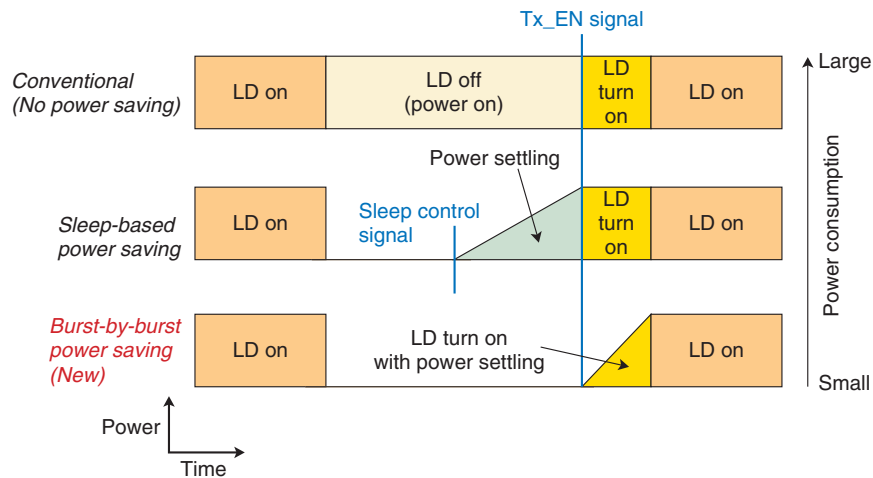 Tx_EN signal
Conventional
(No power saving)
LD on
LD off
(power on)
LD
turn
on
LD on
Large
Power settling
Sleep-based
power saving
LD on
Sleep control
signal
LD
turn
on
LD on
Power consumption
Burst-by-burst
power saving
(New)
LD on
LD turn on
with power settling
LD on
Small
Power
Time